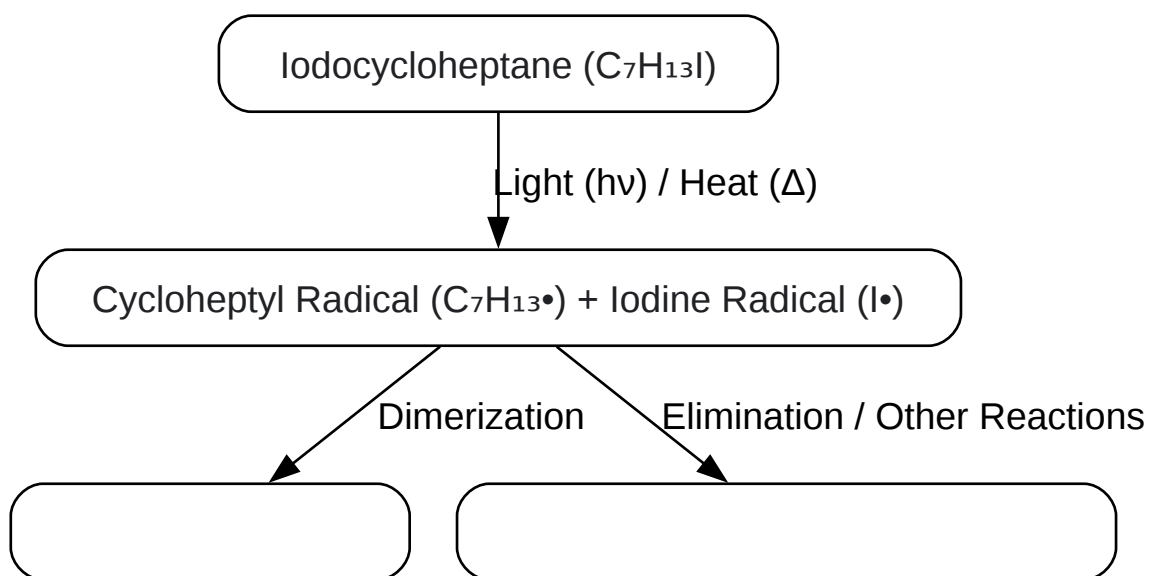 Iodocycloheptane (C₇H₁₃I)
Light (hν) / Heat (Δ)
Cycloheptyl Radical (C₇H₁₃•) + Iodine Radical (I•)
Dimerization
Elimination / Other Reactions